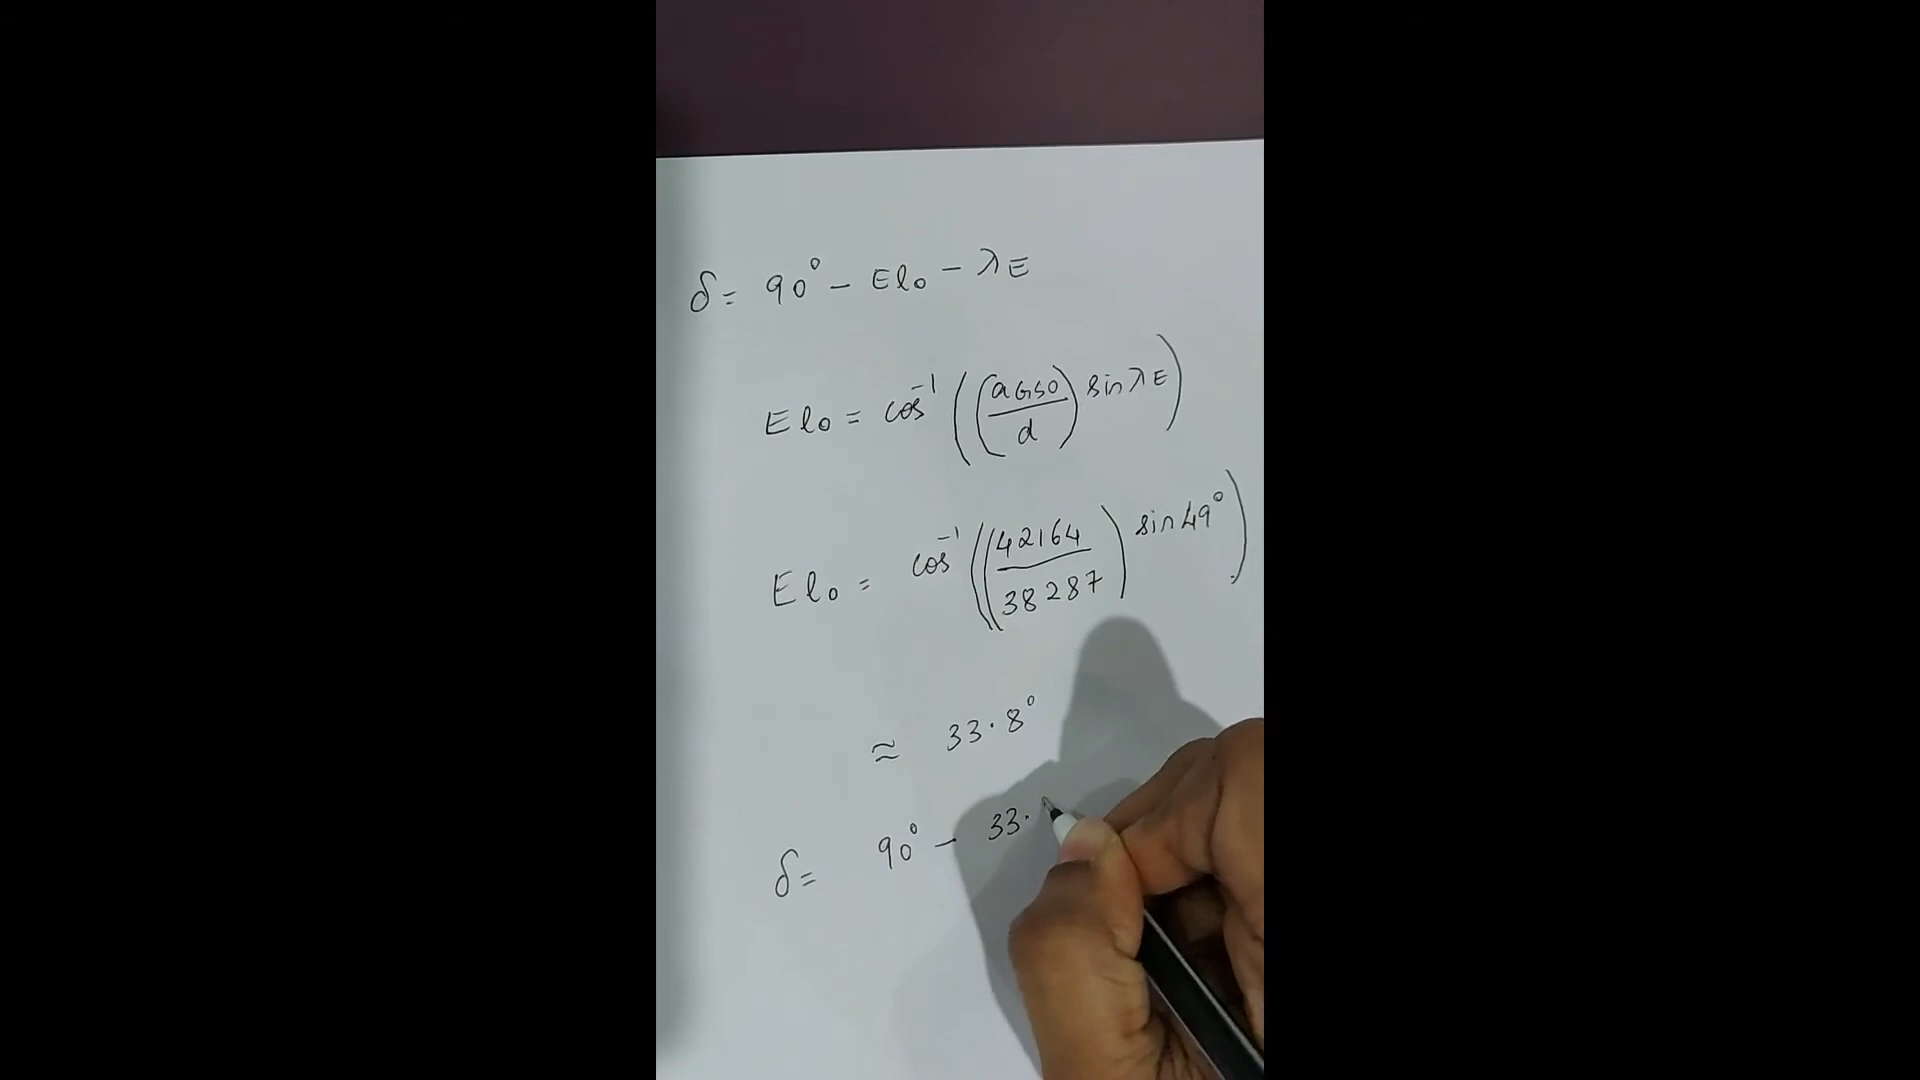 δ = 90° - El₀ - λE
El₀ = cos⁻¹ ((aGSO/d) sin λE)
El₀ = cos⁻¹ ((42164/38287) sin 49°)
≈ 33.8°
δ = 90° - 33.